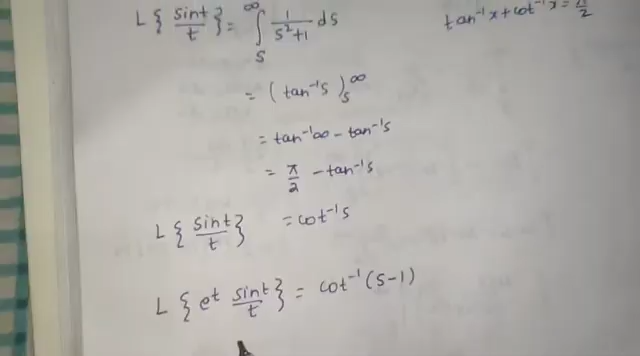 L{sint/t} = ∫_s^∞ 1/(s²+1) ds
tan⁻¹x+cot⁻¹x=π/2
= (tan⁻¹s)_s^∞
= tan⁻¹∞ - tan⁻¹s
= π/2 - tan⁻¹s
L{sint/t} = cot⁻¹s
L{eᵗ sint/t} = cot⁻¹(s-1)